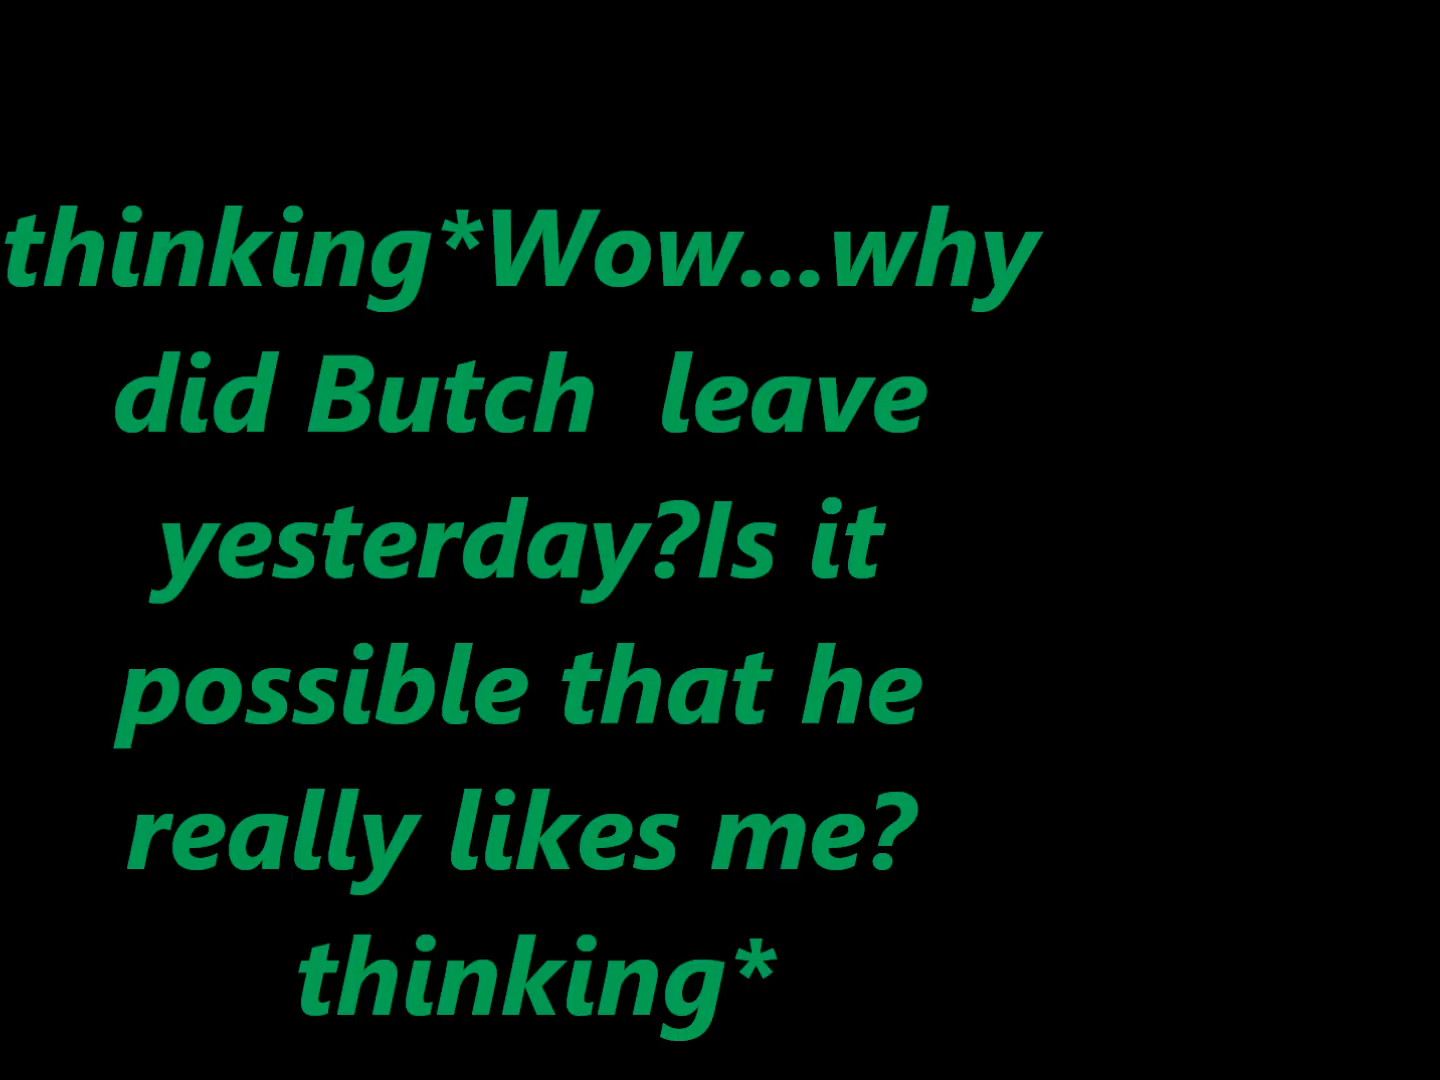 thinking*Wow...why
did Butch  leave
yesterday?Is it
possible that he
really likes me?
thinking*